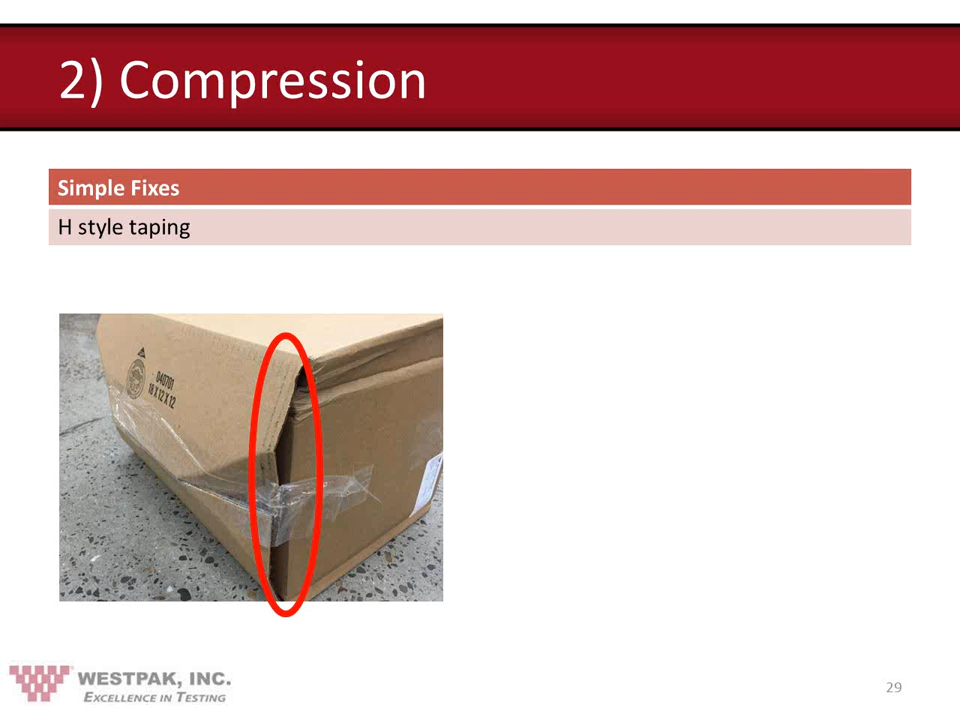 2) Compression
Simple Fixes
H style taping
040701
18 X 12 X 12
WESTPAK, INC.
EXCELLENCE IN TESTING
29